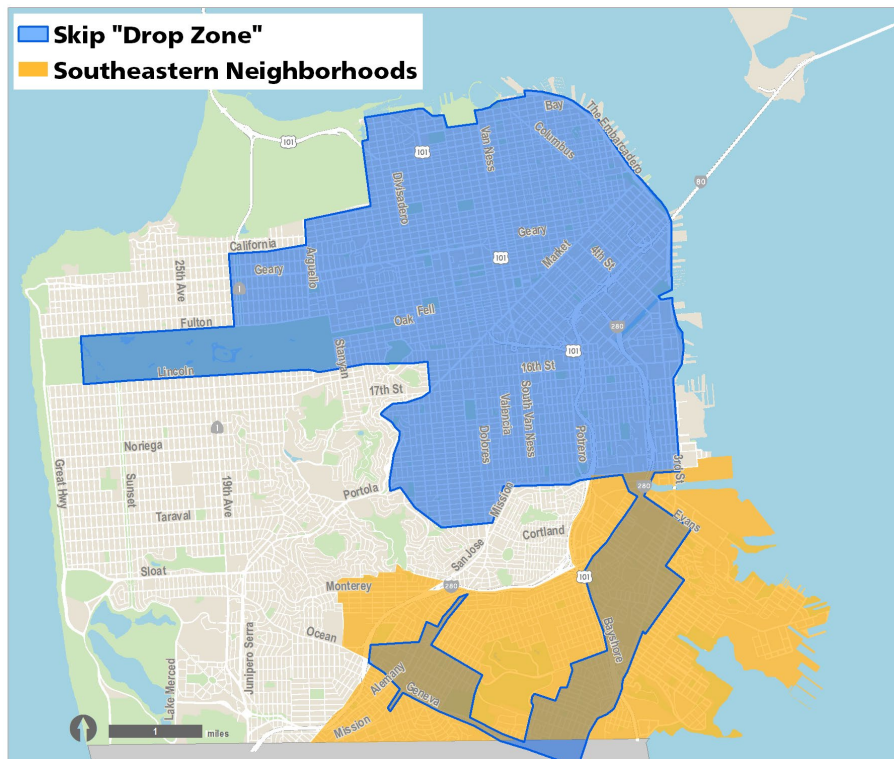 Skip "Drop Zone"
Southeastern Neighborhoods
Bay
The Embarcadero
Columbus
Van Ness
101
101
80
Divisadero
Geary
California
Arguello
Geary
25th Ave
Market
4th St
101
1
Fulton
Oak
Fell
280
Stanyan
101
Lincoln
16th St
17th St
South Van Ness
Valencia
Dolores
Potrero
1
Noriega
Great Hwy
Sunset
19th Ave
Portola
3rd St
Mission
280
Taraval
Evans
Cortland
San Jose
Sloat
101
Monterey
280
Ocean
Bayshore
Junipero Serra
Lake Merced
Alemany
Geneva
Mission
1
miles